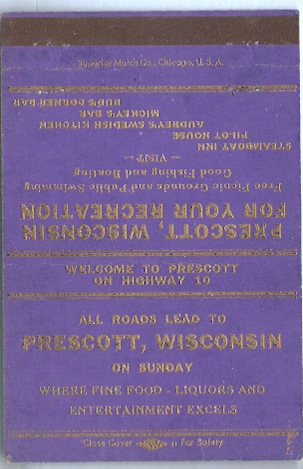 Superior Match Co., Chicago, U.S.A.
PRESCOTT, WISCONSIN
FOR YOUR RECREATION
Free Picnic Grounds and Public Swimming
Good Fishing and Boating
— VISIT —
STEAMBOAT INN
PILOT HOUSE
AUBREY'S SWEDISH KITCHEN
MICKEY'S BAR
BUD'S CORNER BAR
WELCOME TO PRESCOTT
ON HIGHWAY 10
ALL ROADS LEAD TO
PRESCOTT, WISCONSIN
ON SUNDAY
WHERE FINE FOOD - LIQUORS AND
ENTERTAINMENT EXCELS
Close Cover For Safety